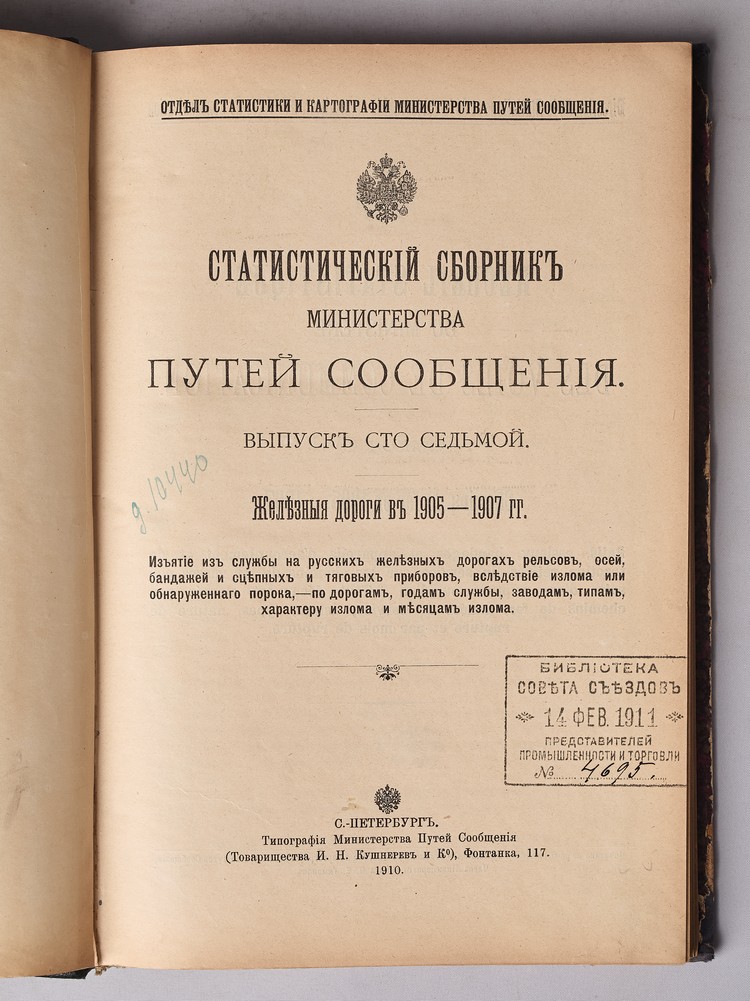 ОТДѢЛЪ СТАТИСТИКИ И КАРТОГРАФІИ МИНИСТЕРСТВА ПУТЕЙ СООБЩЕНІЯ.
СТАТИСТИЧЕСКІЙ СБОРНИКЪ
МИНИСТЕРСТВА
ПУТЕЙ СООБЩЕНІЯ.
ВЫПУСКЪ СТО СЕДЬМОЙ.
д. 10440
Желѣзныя дороги въ 1905—1907 гг.
Изъятіе изъ службы на русскихъ желѣзныхъ дорогахъ рельсовъ, осей,
бандажей и сцѣпныхъ и тяговыхъ приборовъ, вслѣдствіе излома или
обнаруженнаго порока,—по дорогамъ, годамъ службы, заводамъ, типамъ,
характеру излома и мѣсяцамъ излома.
БИБЛІОТЕКА
СОВѢТА СЪѢЗДОВЪ
14 ФЕВ. 1911
ПРЕДСТАВИТЕЛЕЙ
ПРОМЫШЛЕННОСТИ И ТОРГОВЛИ
№ 4695.
С.-ПЕТЕРБУРГЪ.
Типографія Министерства Путей Сообщенія
(Товарищества И. Н. Кушнеревъ и Ко), Фонтанка, 117.
1910.